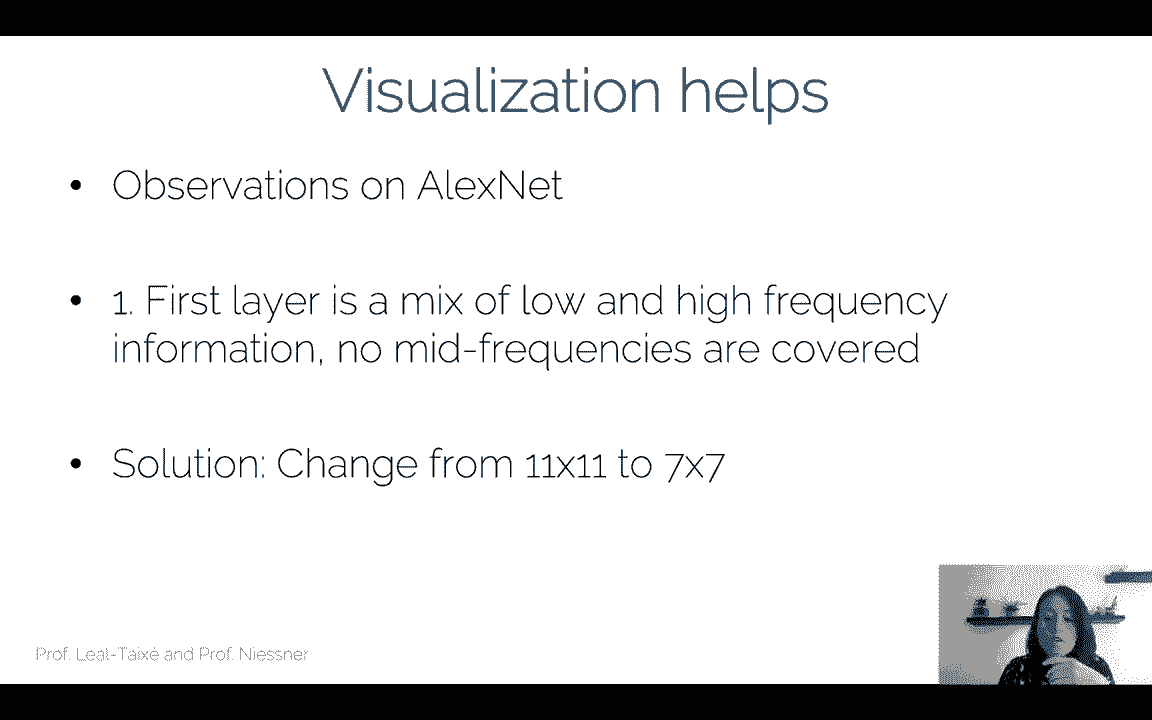 Visualization helps
• Observations on AlexNet
• 1. First layer is a mix of low and high frequency
information, no mid-frequencies are covered
• Solution: Change from 11x11 to 7x7
Prof. Leal-Taixé and Prof. Niessner